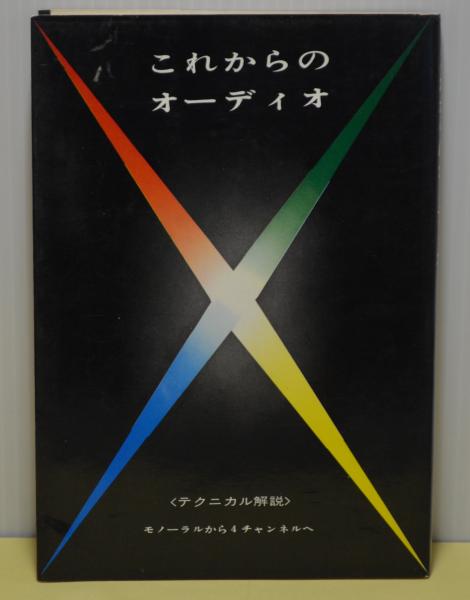 これからの
オーディオ
〈テクニカル解説〉
モノーラルから4チャンネルへ